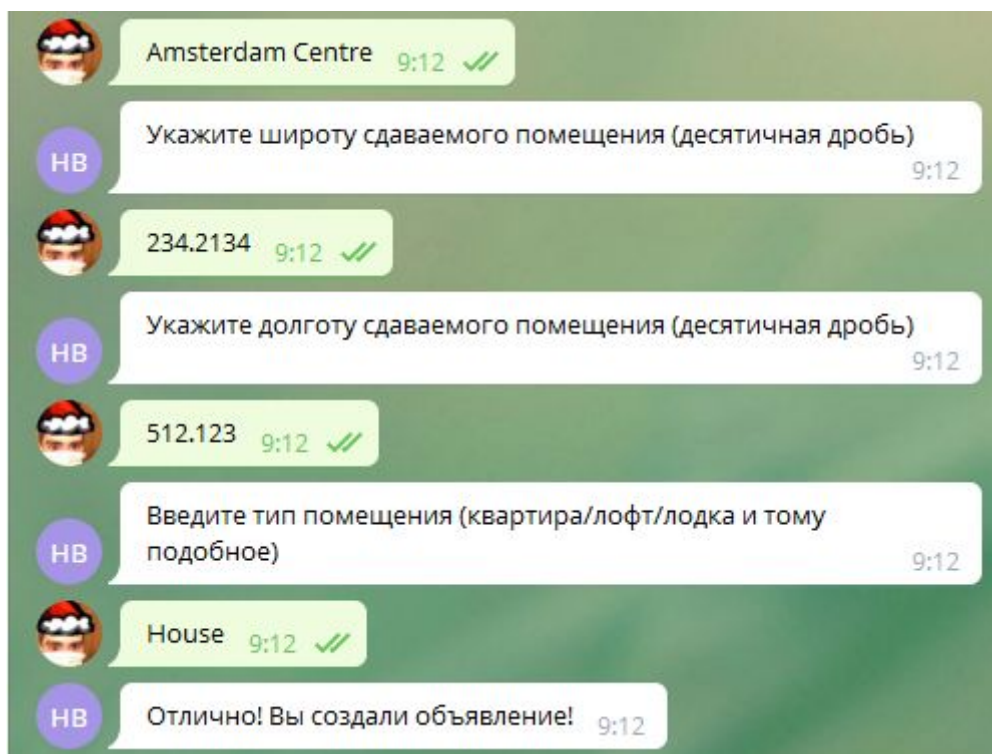 Amsterdam Centre 9:12
Укажите широту сдаваемого помещения (десятичная дробь)
9:12
НВ
234.2134 9:12
Укажите долготу сдаваемого помещения (десятичная дробь)
9:12
НВ
512.123 9:12
Введите тип помещения (квартира/лофт/лодка и тому
подобное)
9:12
НВ
House 9:12
НВ
Отлично! Вы создали объявление! 9:12